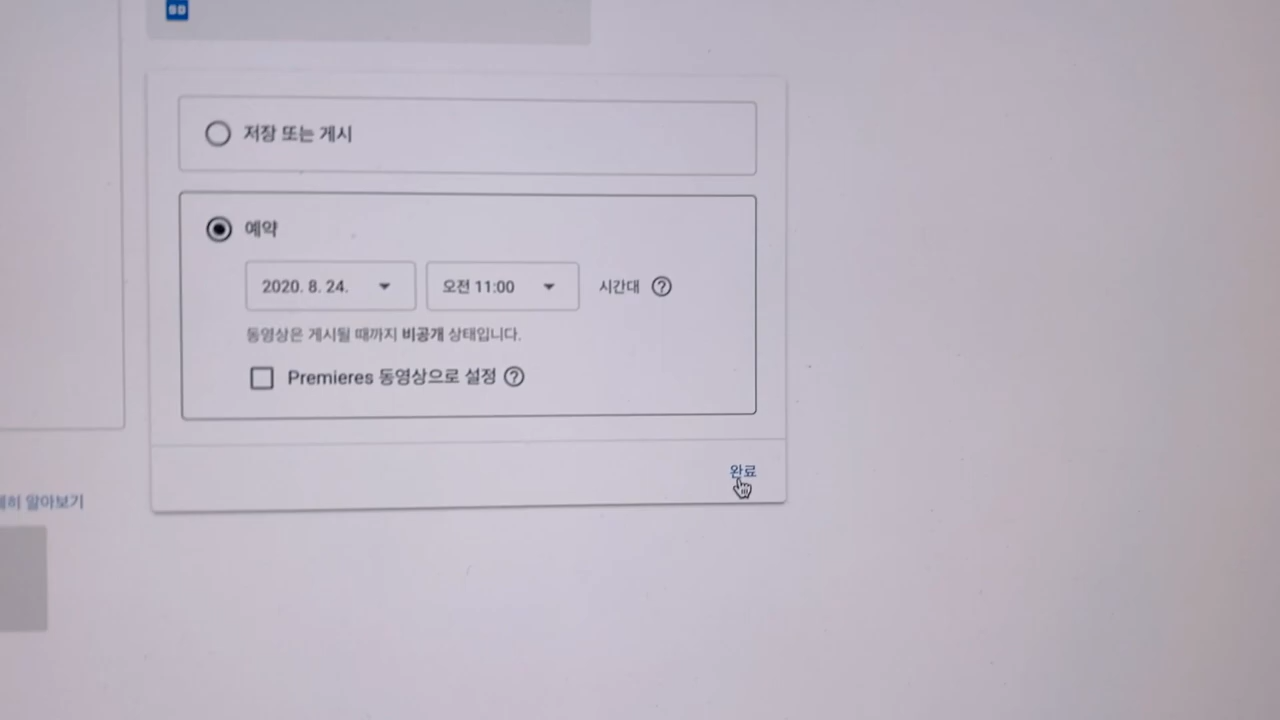 SD
저장 또는 게시
예약
2020. 8. 24.
오전 11:00
시간대
동영상은 게시될 때까지 비공개 상태입니다.
Premieres 동영상으로 설정
완료
알아보기